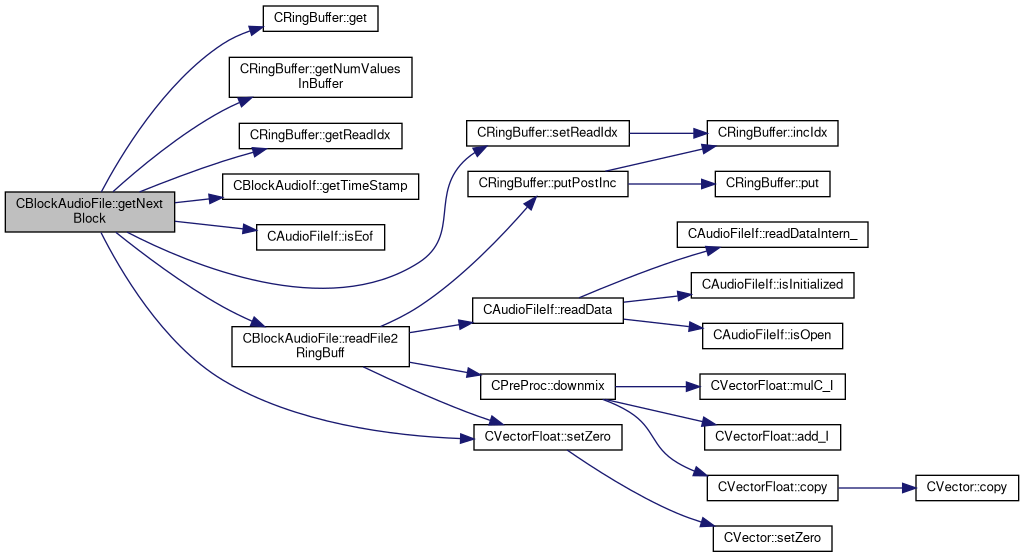 CRingBuffer::get
CRingBuffer::getNumValues
InBuffer
CRingBuffer::getReadIdx
CBlockAudioIf::getTimeStamp
CAudioFileIf::isEof
CBlockAudioFile::getNext
Block
CBlockAudioFile::readFile2
RingBuff
CRingBuffer::setReadIdx
CRingBuffer::putPostInc
CAudioFileIf::readData
CPreProc::downmix
CVectorFloat::setZero
CRingBuffer::incIdx
CRingBuffer::put
CAudioFileIf::readDataIntern_
CAudioFileIf::isInitialized
CAudioFileIf::isOpen
CVectorFloat::mulC_I
CVectorFloat::add_I
CVectorFloat::copy
CVector::setZero
CVector::copy